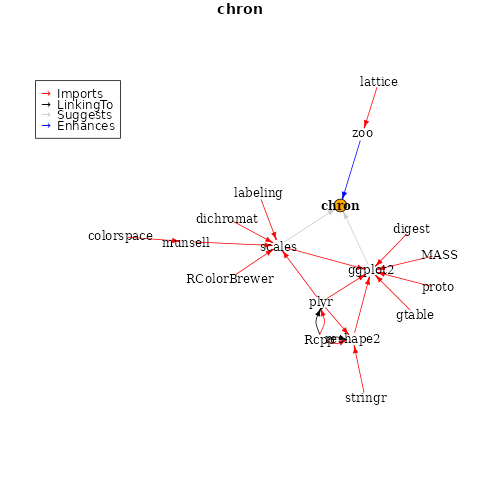 chron
lattice
Imports
LinkingTo
Suggests
Enhances
zoo
labeling
chron
dichromat
digest
colorspace
munsell
scales
MASS
ggplot2
RColorBrewer
proto
plyr
gtable
Rcpp
reshape2
stringr